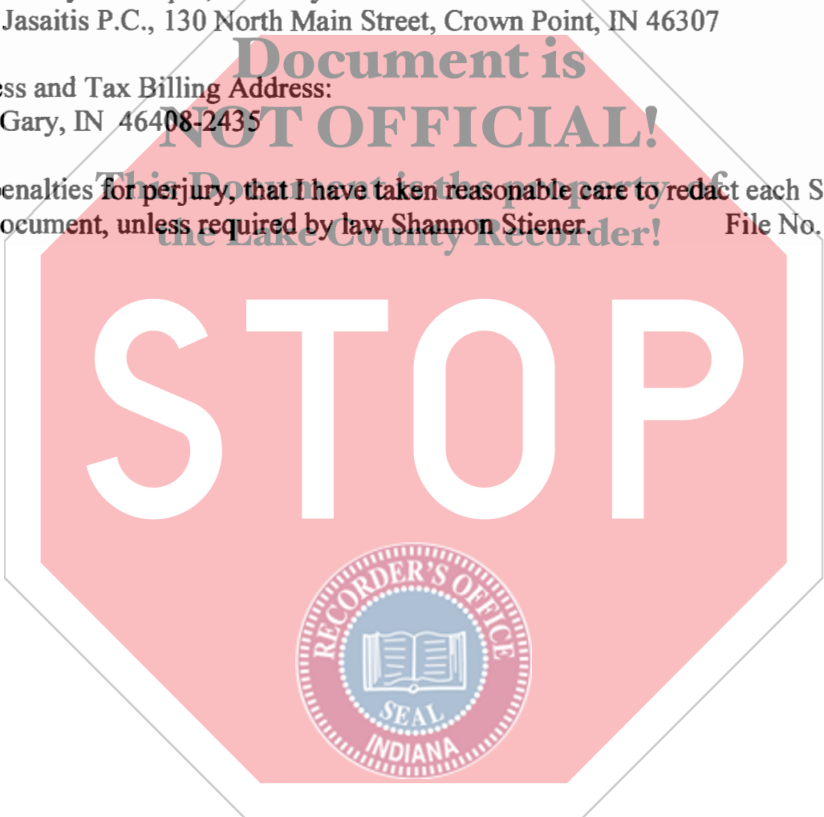 Jasaitis P.C., 130 North Main Street, Crown Point, IN 46307
Document is
ess and Tax Billing Address:
NOT OFFICIAL!
Gary, IN 46408-2435
This Document is the property of
enalties for perjury, that I have taken reasonable care to redact each S
the Lake County Recorder!
ocument, unless required by law Shannon Stiener. File No.
STOP
RECORDER'S OFFICE
SEAL
INDIANA